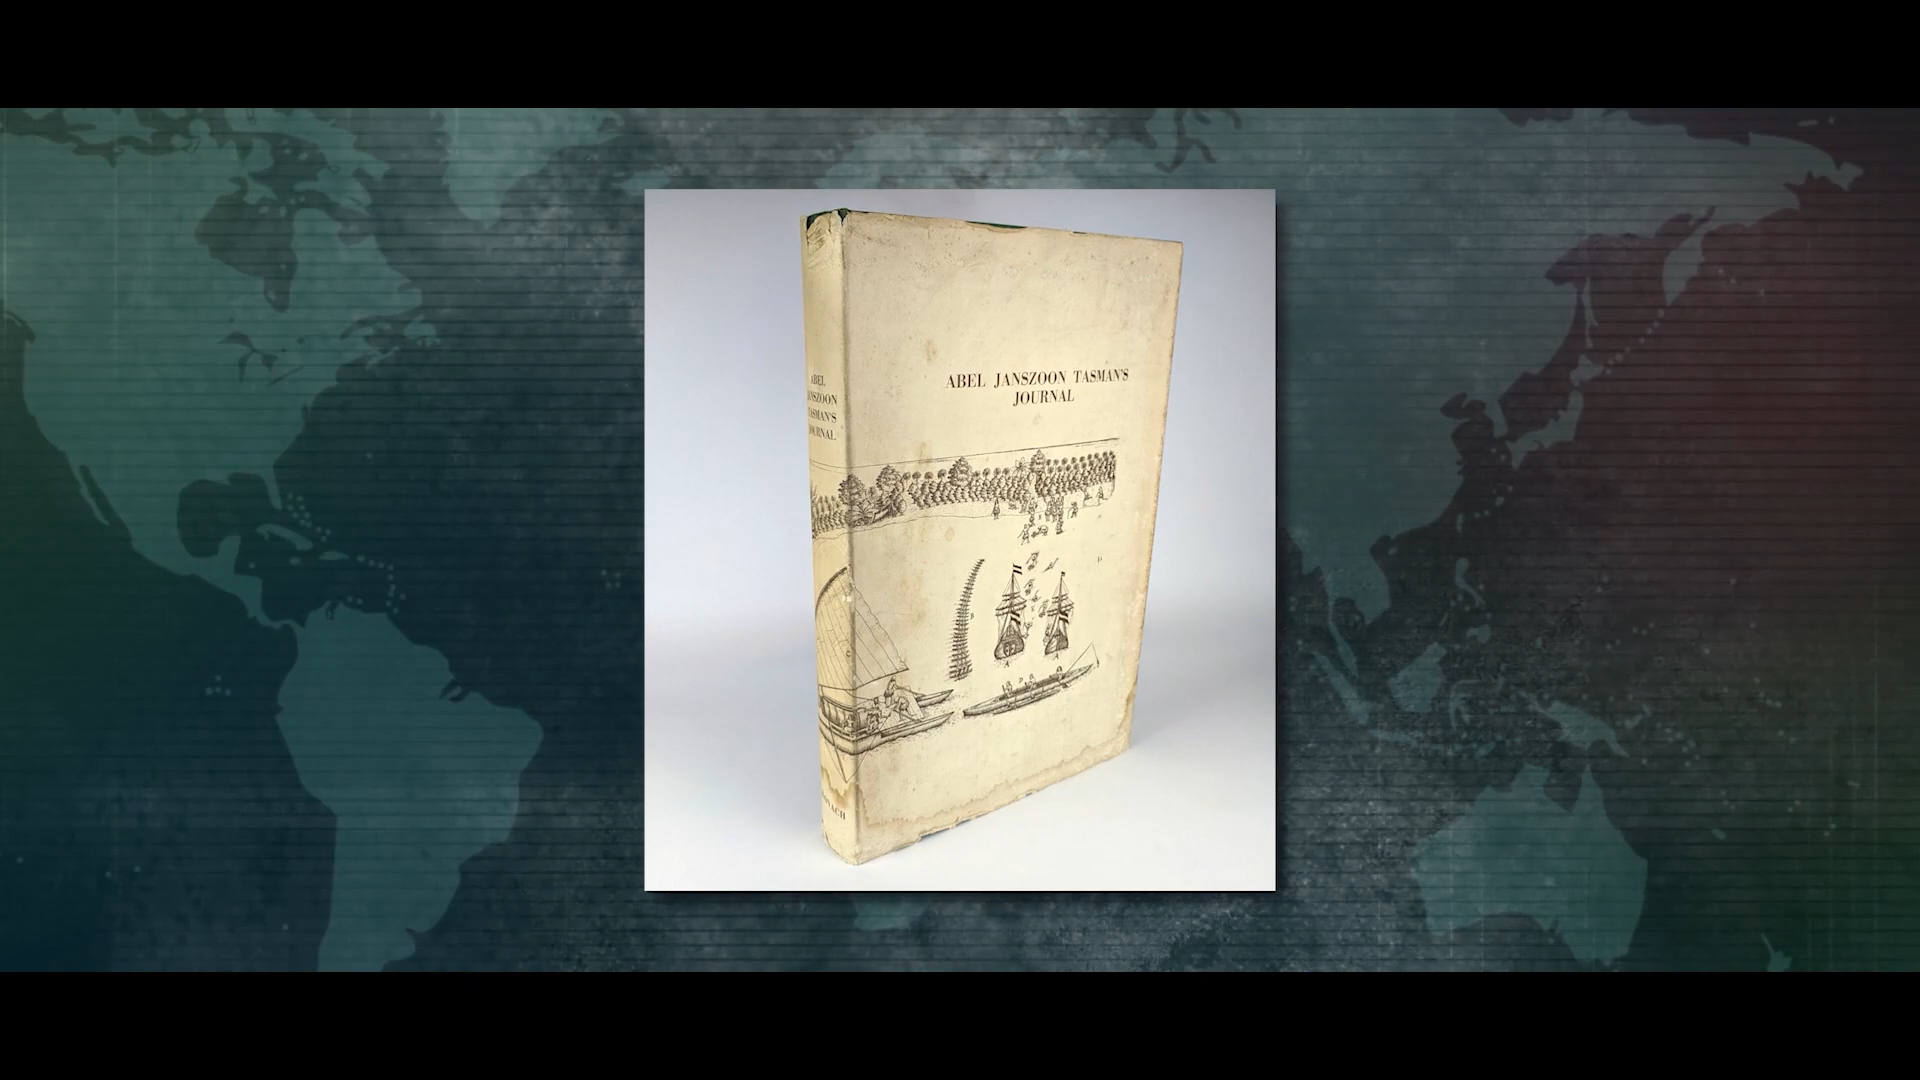 ABEL JANSZOON TASMAN'S
JOURNAL
ABEL
JANSZOON
TASMAN'S
JOURNAL